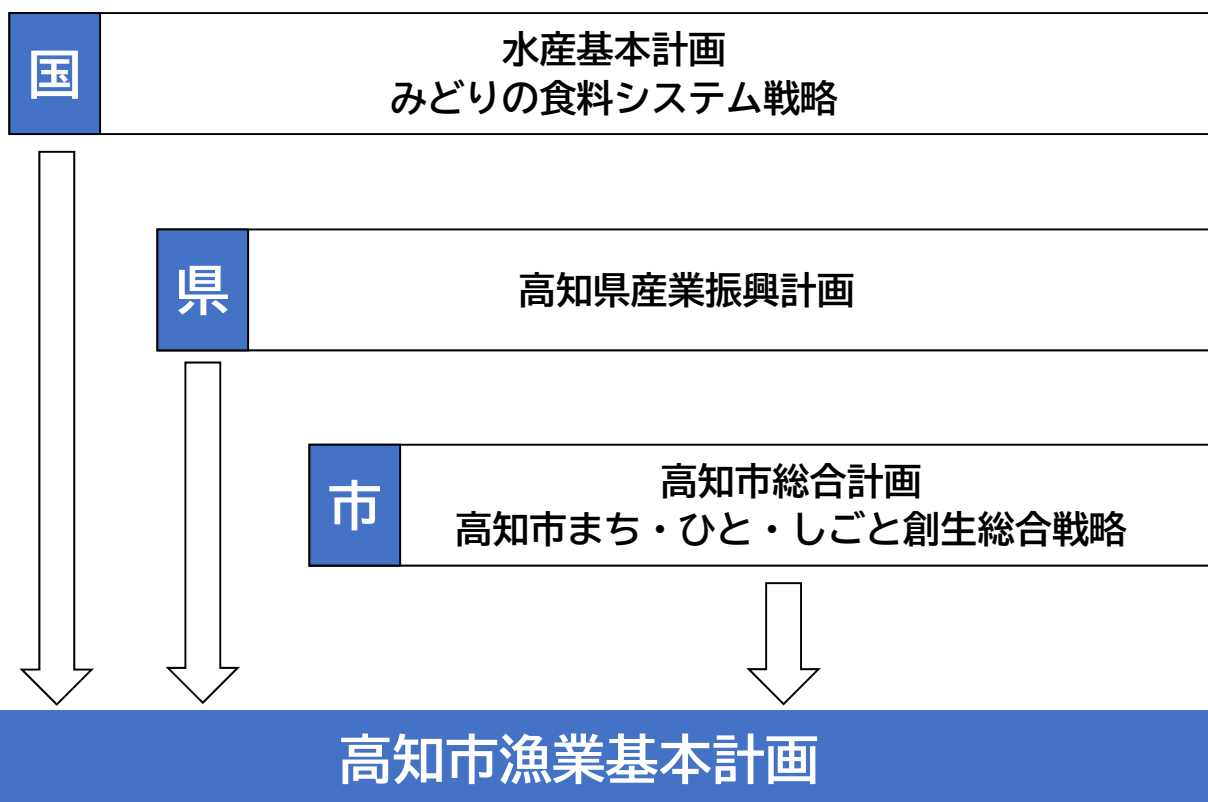 国
水産基本計画
みどりの食料システム戦略
県
高知県産業振興計画
市
高知市総合計画
高知市まち・ひと・しごと創生総合戦略
高知市漁業基本計画